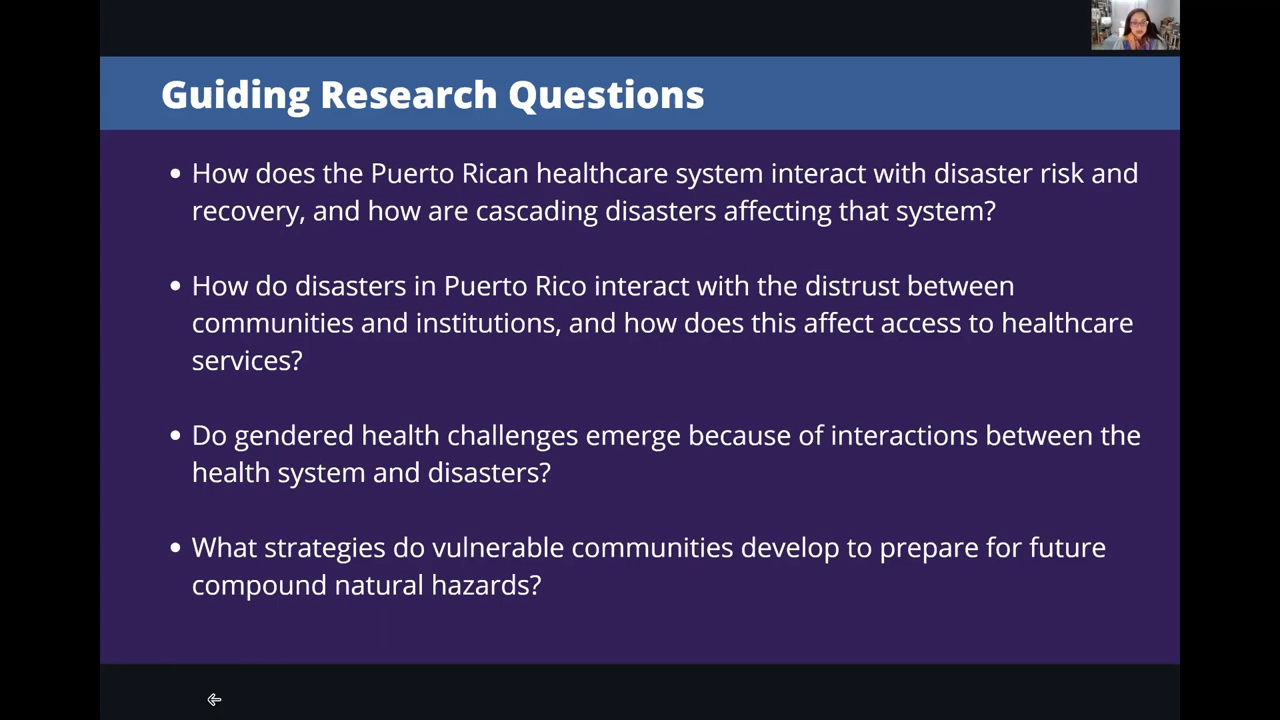 Guiding Research Questions
• How does the Puerto Rican healthcare system interact with disaster risk and
recovery, and how are cascading disasters affecting that system?
• How do disasters in Puerto Rico interact with the distrust between
communities and institutions, and how does this affect access to healthcare
services?
• Do gendered health challenges emerge because of interactions between the
health system and disasters?
• What strategies do vulnerable communities develop to prepare for future
compound natural hazards?